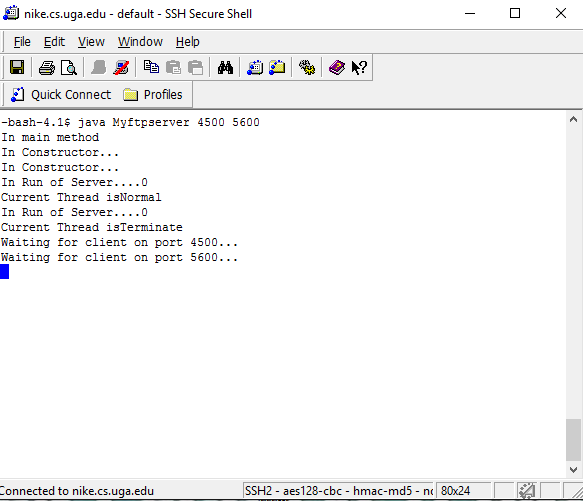 nike.cs.uga.edu - default - SSH Secure Shell
File Edit View Window Help
Quick Connect Profiles
-bash-4.1$ java Myftpserver 4500 5600
In main method
In Constructor...
In Constructor...
In Run of Server....0
Current Thread isNormal
In Run of Server....0
Current Thread isTerminate
Waiting for client on port 4500...
Waiting for client on port 5600...
Connected to nike.cs.uga.edu SSH2 - aes128-cbc - hmac-md5 - nc 80x24